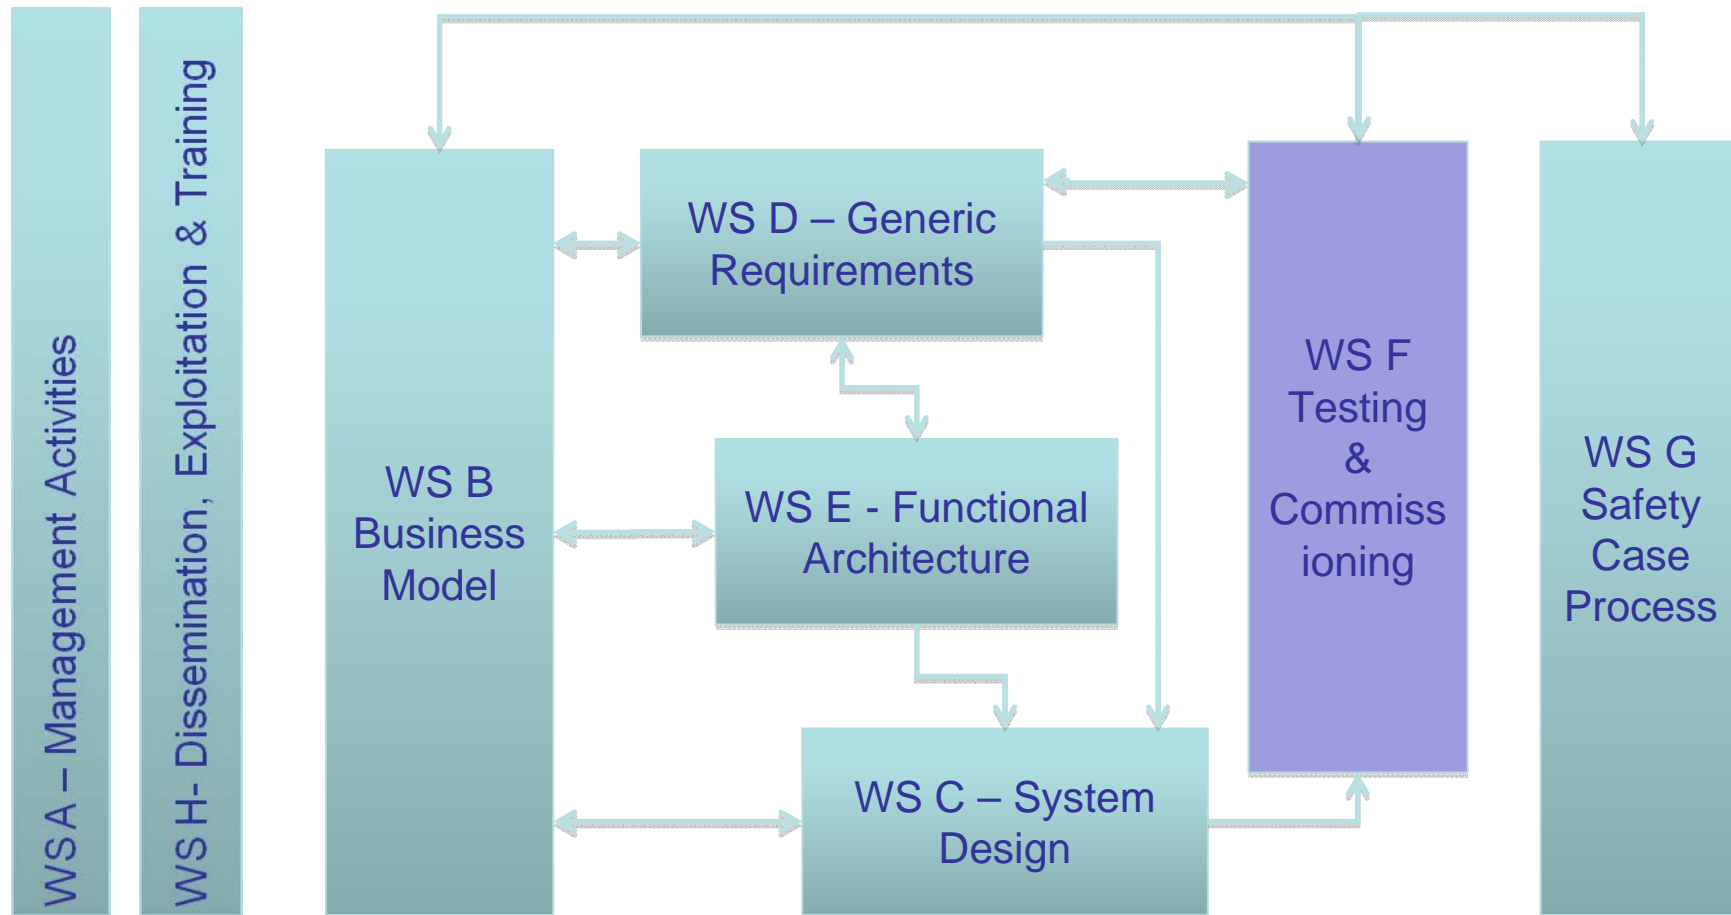 WS A – Management Activities
WS H- Dissemination, Exploitation & Training
WS B
Business
Model
WS D – Generic
Requirements
WS E - Functional
Architecture
WS C – System
Design
WS F
Testing
&
Commiss
ioning
WS G
Safety
Case
Process